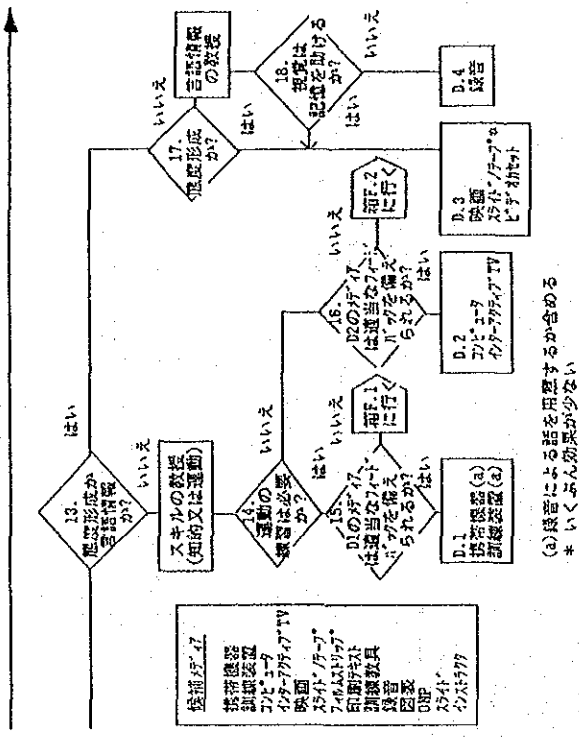 候補メディア
携帯機器
訓練装置
コンピュータ
インターアクティブTV
映画
スライド/テープ
フィルムストリップ
印刷テキスト
訓練教具
録音
図表
OHP
スライド
インストラクタ
13.
態度形成か
言語情報
か?
はい
いいえ
スキルの教授
(知的又は運動)
14.
運動の
練習は必要
か?
いいえ
はい
15.
D1のメディア
は適当なフィード
バックを備え
られるか?
いいえ
箱F.1
に行く
はい
D.1
携帯機器(a)
訓練装置(a)
16.
D2のメディア
は適当なフィード
バックを備え
られるか?
いいえ
箱F.2
に行く
はい
D.2
コンピュータ
インターアクティブTV
17.
態度形成
か?
いいえ
言語情報
の教授
はい
18.
視覚は
記憶を助ける
か?
いいえ
はい
D.3
映画
スライド/テープか
ビデオカセット
D.4
録音
(a)録音による話を用意するか含める
* いくぶん効果が少ない